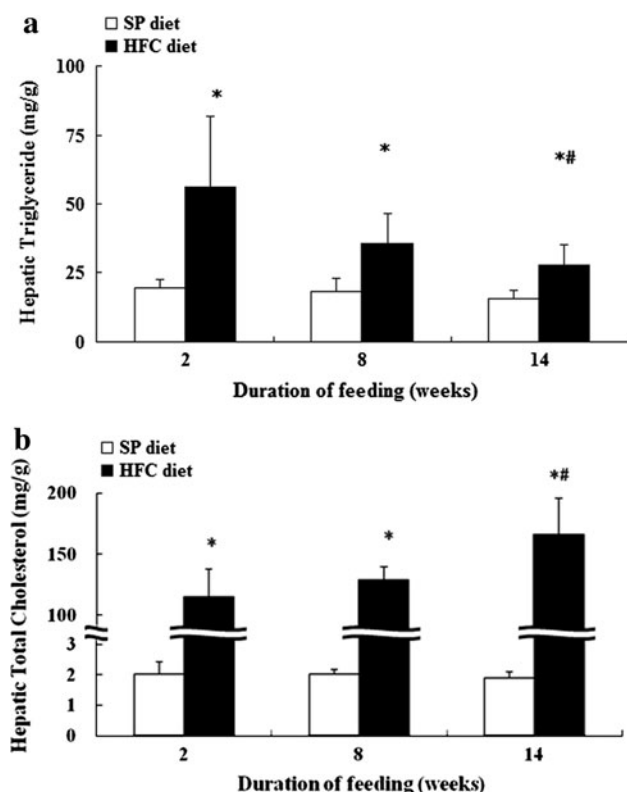 a
SP diet
HFC diet
Hepatic Triglyceride (mg/g)
100
75
50
25
0
*
*
*#
2 8 14
Duration of feeding (weeks)
b
SP diet
HFC diet
Hepatic Total Cholesterol (mg/g)
200
150
100
3
2
1
0
*
*
*#
2 8 14
Duration of feeding (weeks)